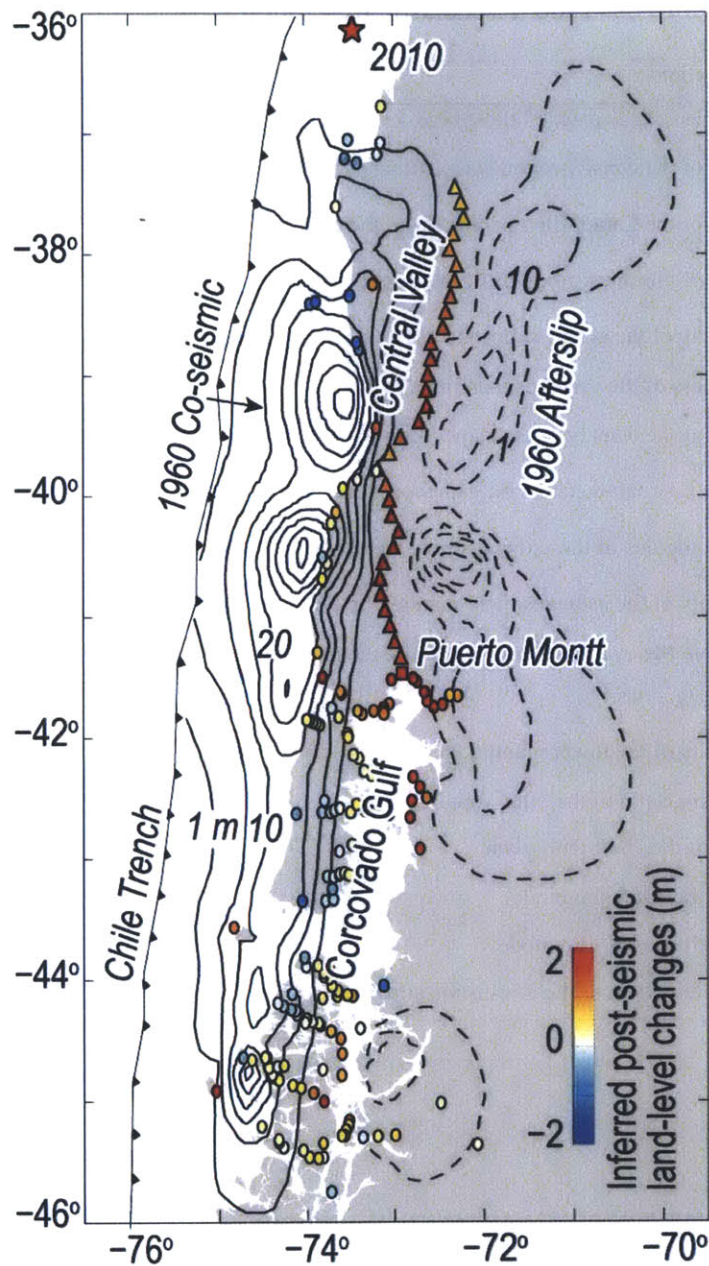 −36°
2010
−38°
Central Valley
10
1960 Co-seismic
1960 Afterslip
1
−40°
20
Puerto Montt
−42°
1 m 10
Corcovado Gulf
Chile Trench
−44°
2
0
−2
Inferred post-seismic
land-level changes (m)
−46°
−76° −74° −72° −70°